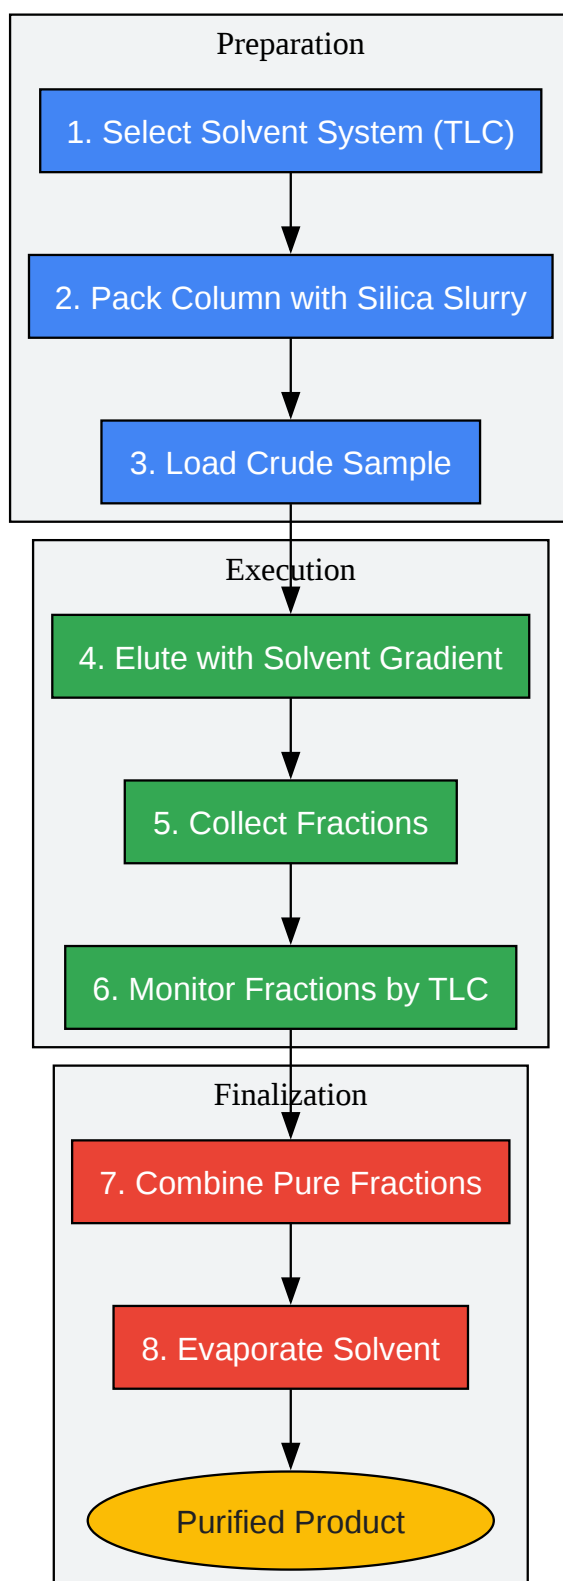 Preparation
1. Select Solvent System (TLC)
2. Pack Column with Silica Slurry
3. Load Crude Sample
Execution
4. Elute with Solvent Gradient
5. Collect Fractions
6. Monitor Fractions by TLC
Finalization
7. Combine Pure Fractions
8. Evaporate Solvent
Purified Product